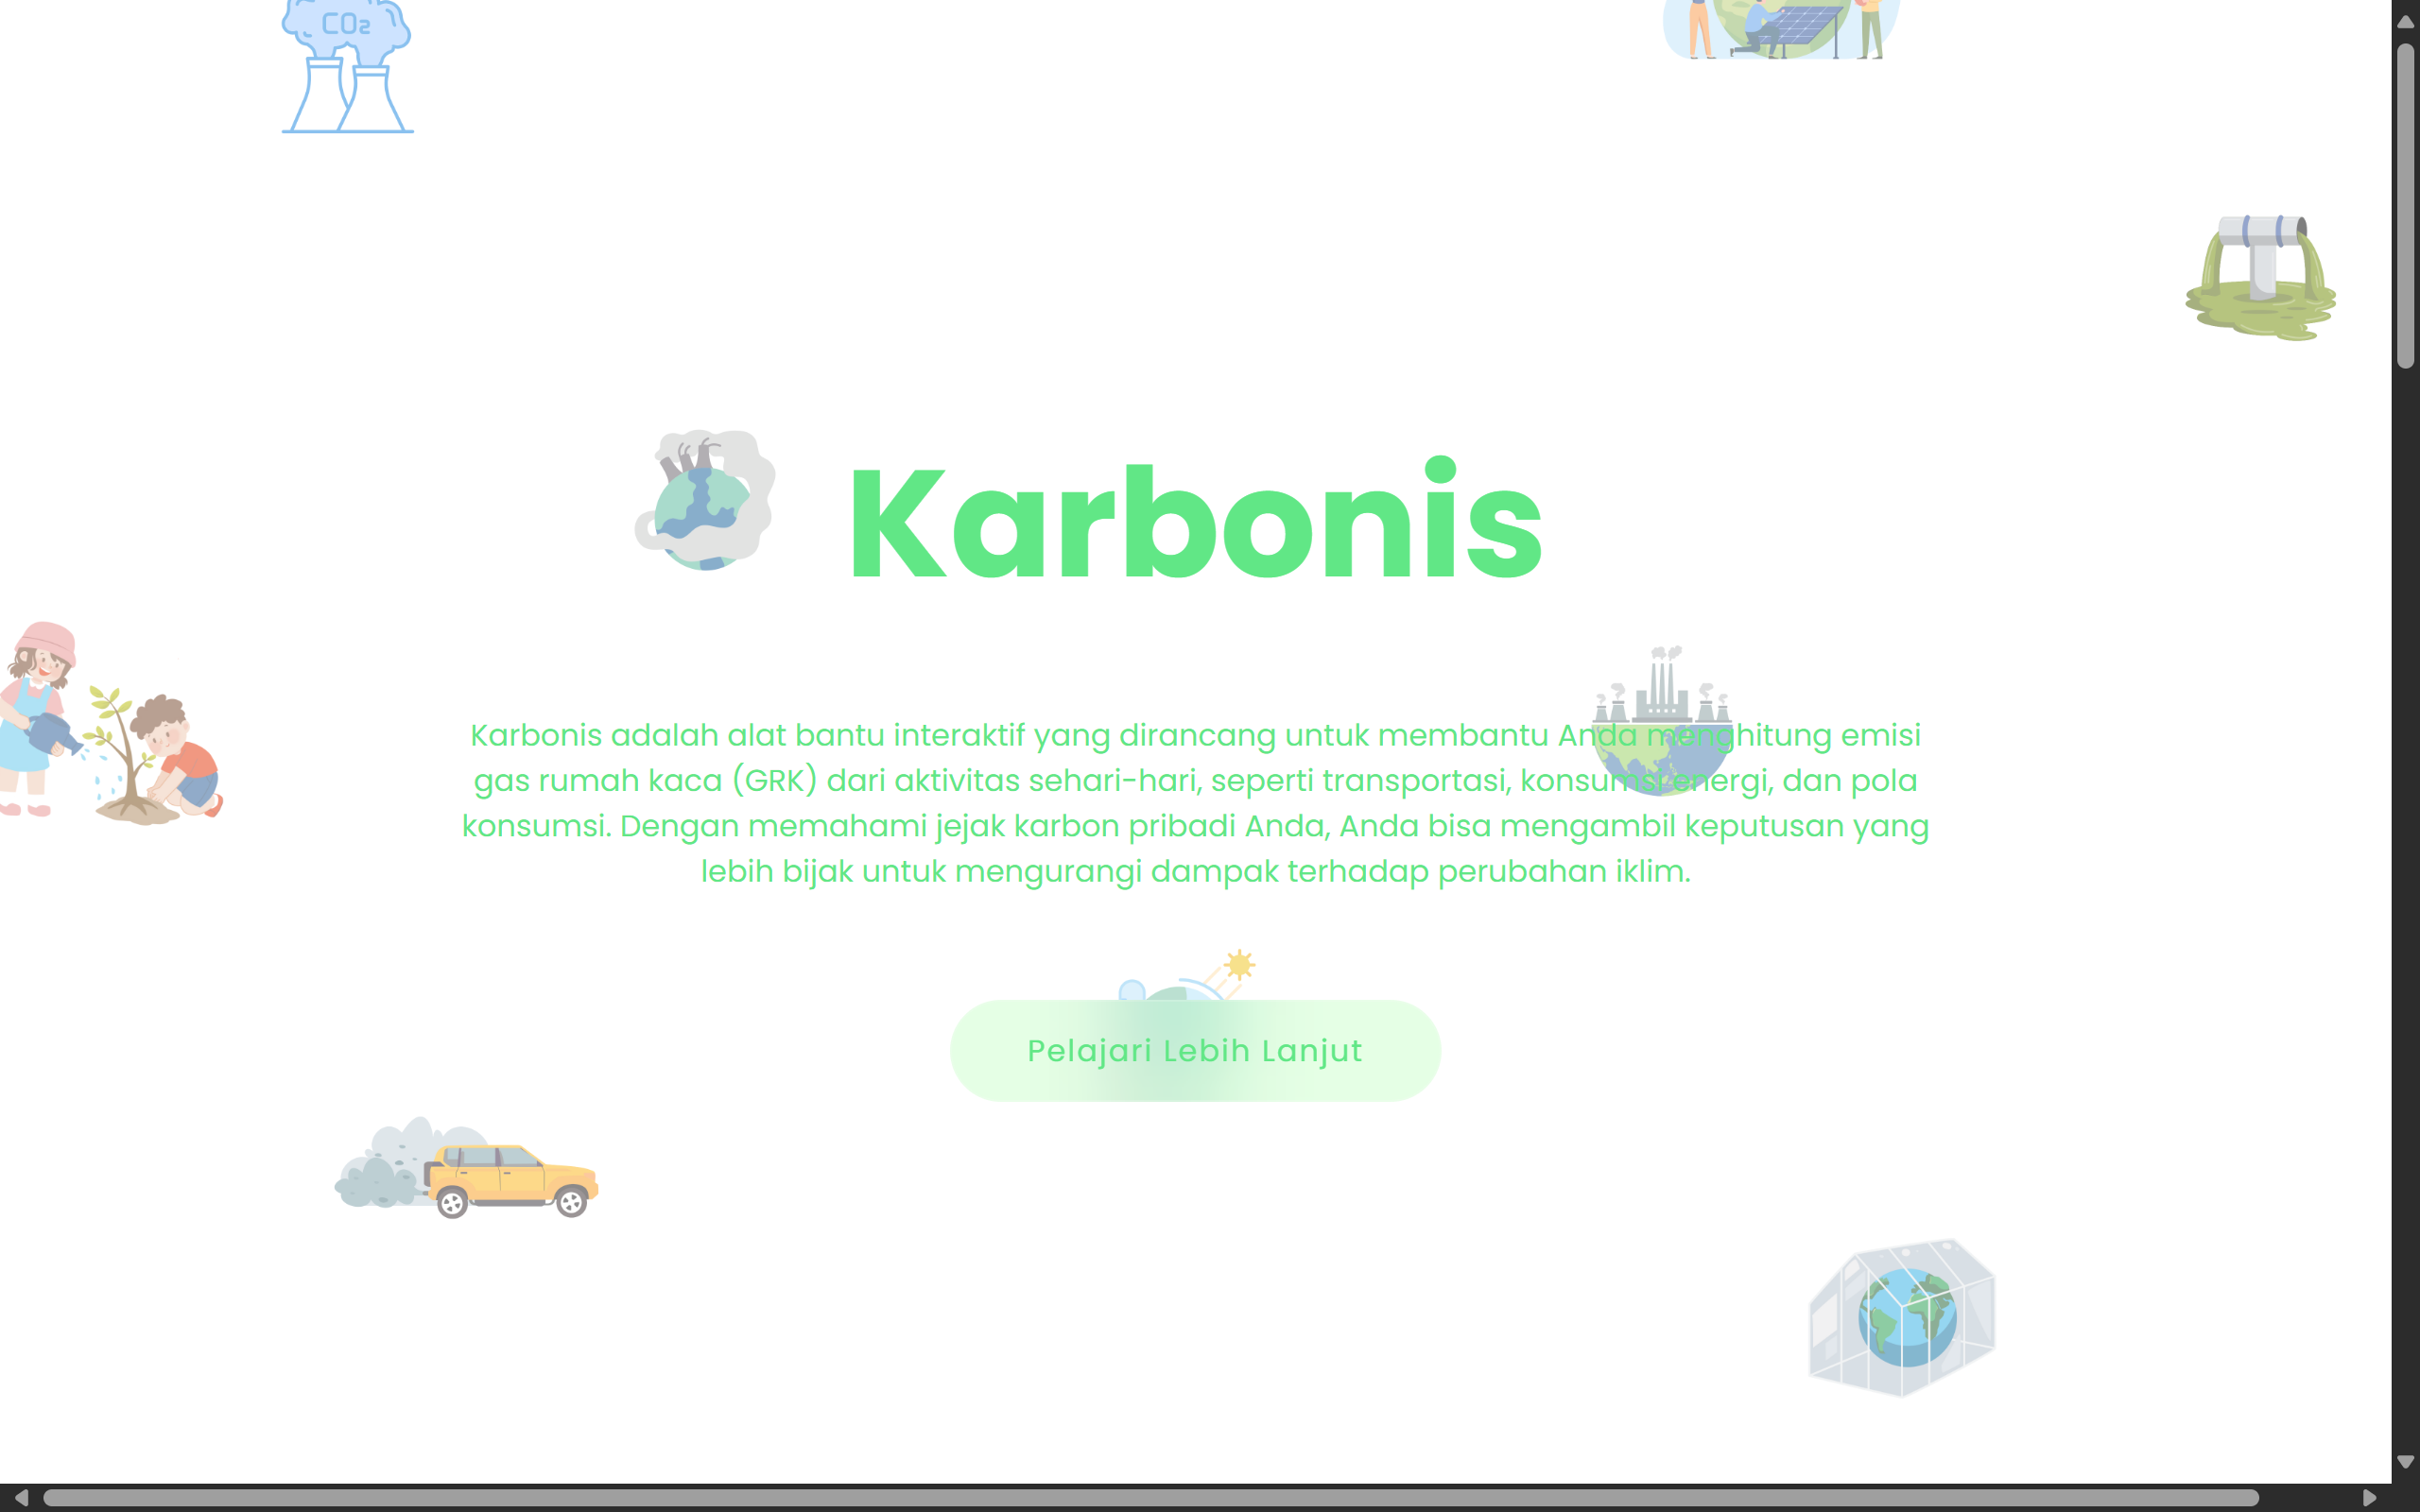 CO₂
Karbonis
Karbonis adalah alat bantu interaktif yang dirancang untuk membantu Anda menghitung emisi
gas rumah kaca (GRK) dari aktivitas sehari-hari, seperti transportasi, konsumsi energi, dan pola
konsumsi. Dengan memahami jejak karbon pribadi Anda, Anda bisa mengambil keputusan yang
lebih bijak untuk mengurangi dampak terhadap perubahan iklim.
Pelajari Lebih Lanjut